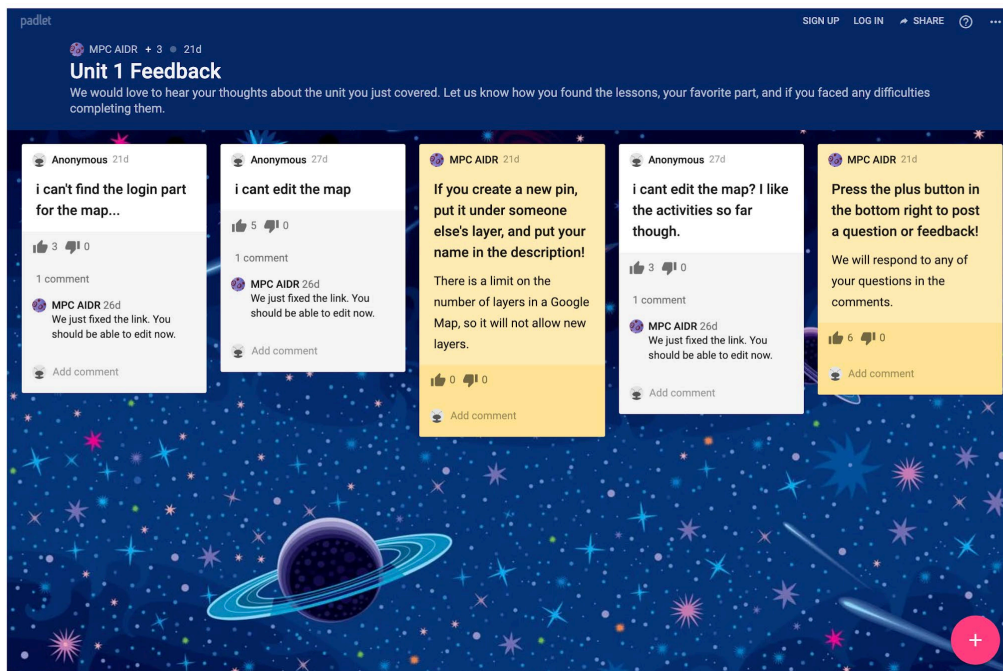 padlet
SIGN UP LOG IN SHARE ?
MPC AIDR + 3 21d
Unit 1 Feedback
We would love to hear your thoughts about the unit you just covered. Let us know how you found the lessons, your favorite part, and if you faced any difficulties
completing them.
Anonymous 21d
i can't find the login part
for the map...
3 0
1 comment
MPC AIDR 26d
We just fixed the link. You
should be able to edit now.
Add comment
Anonymous 27d
i cant edit the map
5 0
1 comment
MPC AIDR 26d
We just fixed the link. You
should be able to edit now.
Add comment
MPC AIDR 21d
If you create a new pin,
put it under someone
else's layer, and put your
name in the description!
There is a limit on the
number of layers in a Google
Map, so it will not allow new
layers.
0 0
Add comment
Anonymous 27d
i cant edit the map? I like
the activities so far
though.
3 0
1 comment
MPC AIDR 26d
We just fixed the link. You
should be able to edit now.
Add comment
MPC AIDR 21d
Press the plus button in
the bottom right to post
a question or feedback!
We will respond to any of
your questions in the
comments.
6 0
Add comment
+